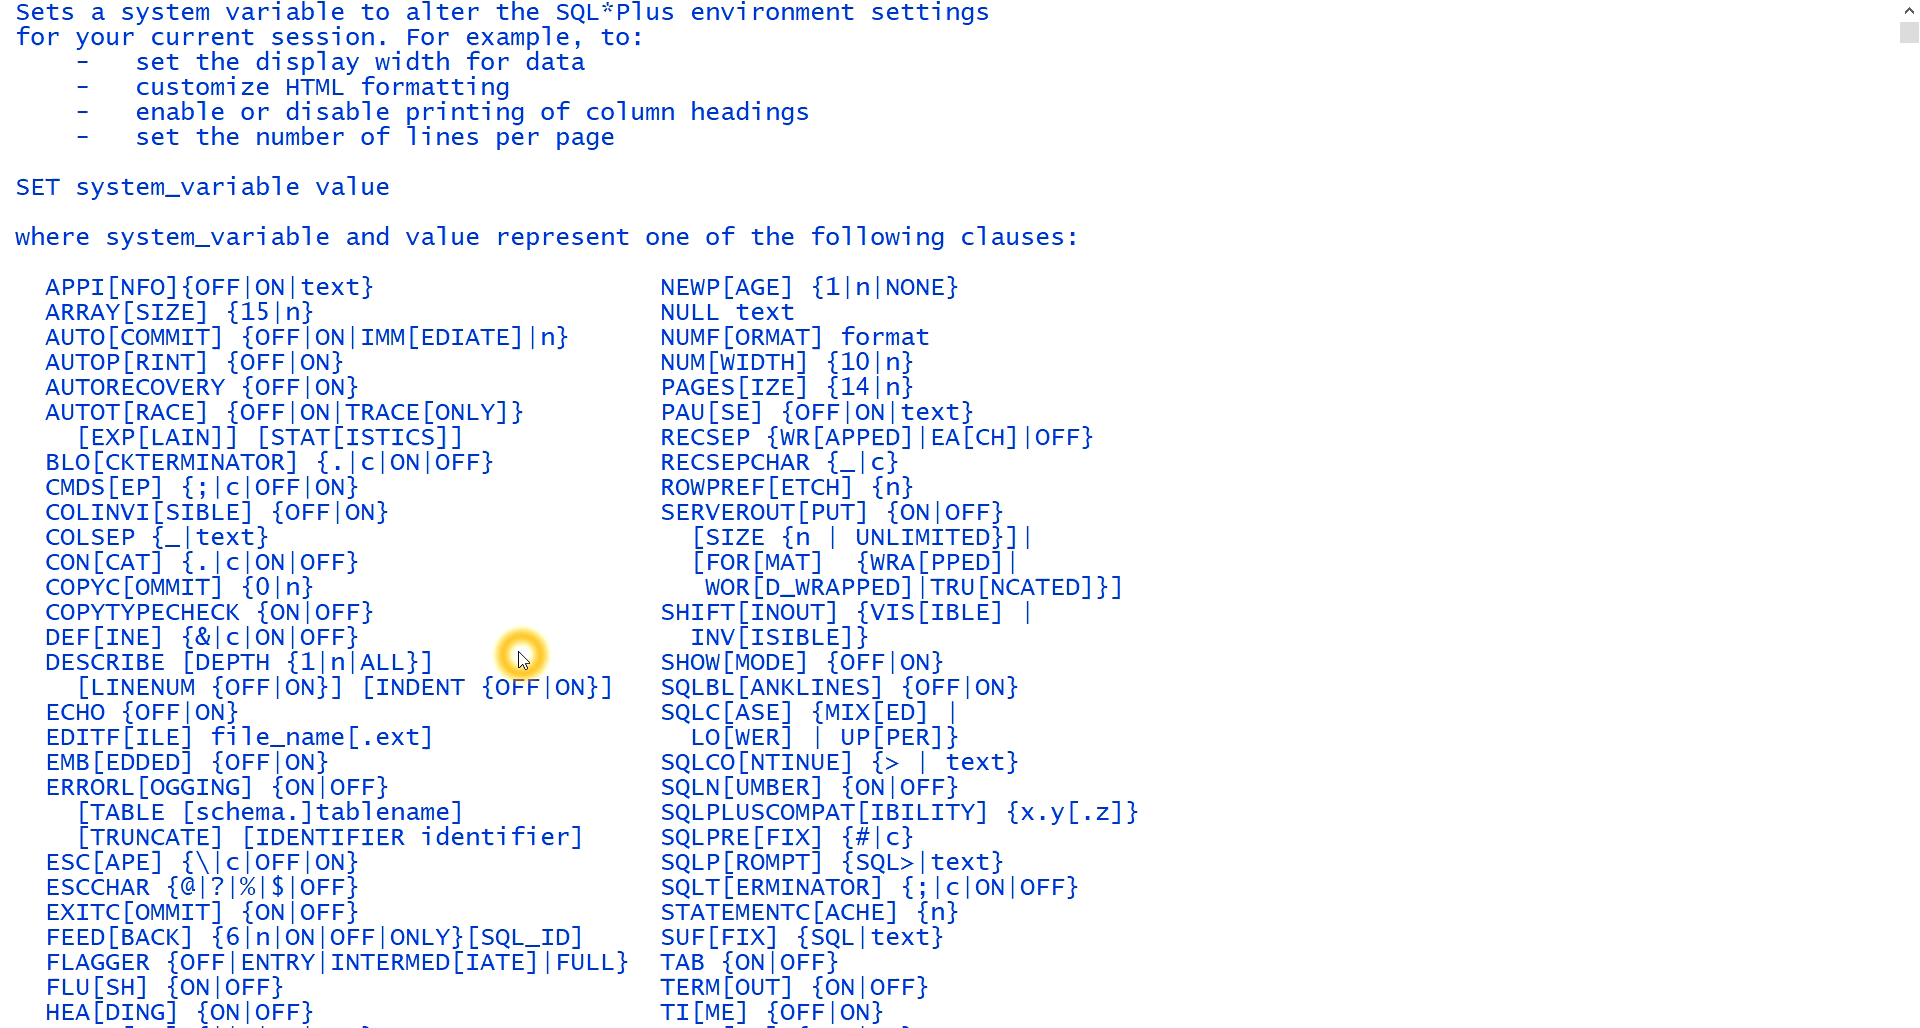 Sets a system variable to alter the SQL*Plus environment settings
for your current session. For example, to:
    -   set the display width for data
    -   customize HTML formatting
    -   enable or disable printing of column headings
    -   set the number of lines per page

SET system_variable value

where system_variable and value represent one of the following clauses:

  APPI[NFO]{OFF|ON|text}                   NEWP[AGE] {1|n|NONE}
  ARRAY[SIZE] {15|n}                       NULL text
  AUTO[COMMIT] {OFF|ON|IMM[EDIATE]|n}      NUMF[ORMAT] format
  AUTOP[RINT] {OFF|ON}                     NUM[WIDTH] {10|n}
  AUTORECOVERY {OFF|ON}                    PAGES[IZE] {14|n}
  AUTOT[RACE] {OFF|ON|TRACE[ONLY]}         PAU[SE] {OFF|ON|text}
    [EXP[LAIN]] [STAT[ISTICS]]             RECSEP {WR[APPED]|EA[CH]|OFF}
  BLO[CKTERMINATOR] {.|c|ON|OFF}           RECSEPCHAR {_|c}
  CMDS[EP] {;|c|OFF|ON}                    ROWPREF[ETCH] {n}
  COLINVI[SIBLE] {OFF|ON}                  SERVEROUT[PUT] {ON|OFF}
  COLSEP {_|text}                            [SIZE {n | UNLIMITED}]|
  CON[CAT] {.|c|ON|OFF}                      [FOR[MAT]  {WRA[PPED]|
  COPYC[OMMIT] {0|n}                          WOR[D_WRAPPED]|TRU[NCATED]}]
  COPYTYPECHECK {ON|OFF}                   SHIFT[INOUT] {VIS[IBLE] |
  DEF[INE] {&|c|ON|OFF}                      INV[ISIBLE]}
  DESCRIBE [DEPTH {1|n|ALL}]               SHOW[MODE] {OFF|ON}
    [LINENUM {OFF|ON}] [INDENT {OFF|ON}]   SQLBL[ANKLINES] {OFF|ON}
  ECHO {OFF|ON}                            SQLC[ASE] {MIX[ED] |
  EDITF[ILE] file_name[.ext]                 LO[WER] | UP[PER]}
  EMB[EDDED] {OFF|ON}                      SQLCO[NTINUE] {> | text}
  ERRORL[OGGING] {ON|OFF}                  SQLN[UMBER] {ON|OFF}
    [TABLE [schema.]tablename]             SQLPLUSCOMPAT[IBILITY] {x.y[.z]}
    [TRUNCATE] [IDENTIFIER identifier]     SQLPRE[FIX] {#|c}
  ESC[APE] {\|c|OFF|ON}                    SQLP[ROMPT] {SQL>|text}
  ESCCHAR {@|?|%|$|OFF}                    SQLT[ERMINATOR] {;|c|ON|OFF}
  EXITC[OMMIT] {ON|OFF}                    STATEMENTC[ACHE] {n}
  FEED[BACK] {6|n|ON|OFF|ONLY}[SQL_ID]     SUF[FIX] {SQL|text}
  FLAGGER {OFF|ENTRY|INTERMED[IATE]|FULL}  TAB {ON|OFF}
  FLU[SH] {ON|OFF}                         TERM[OUT] {ON|OFF}
  HEA[DING] {ON|OFF}                       TI[ME] {OFF|ON}